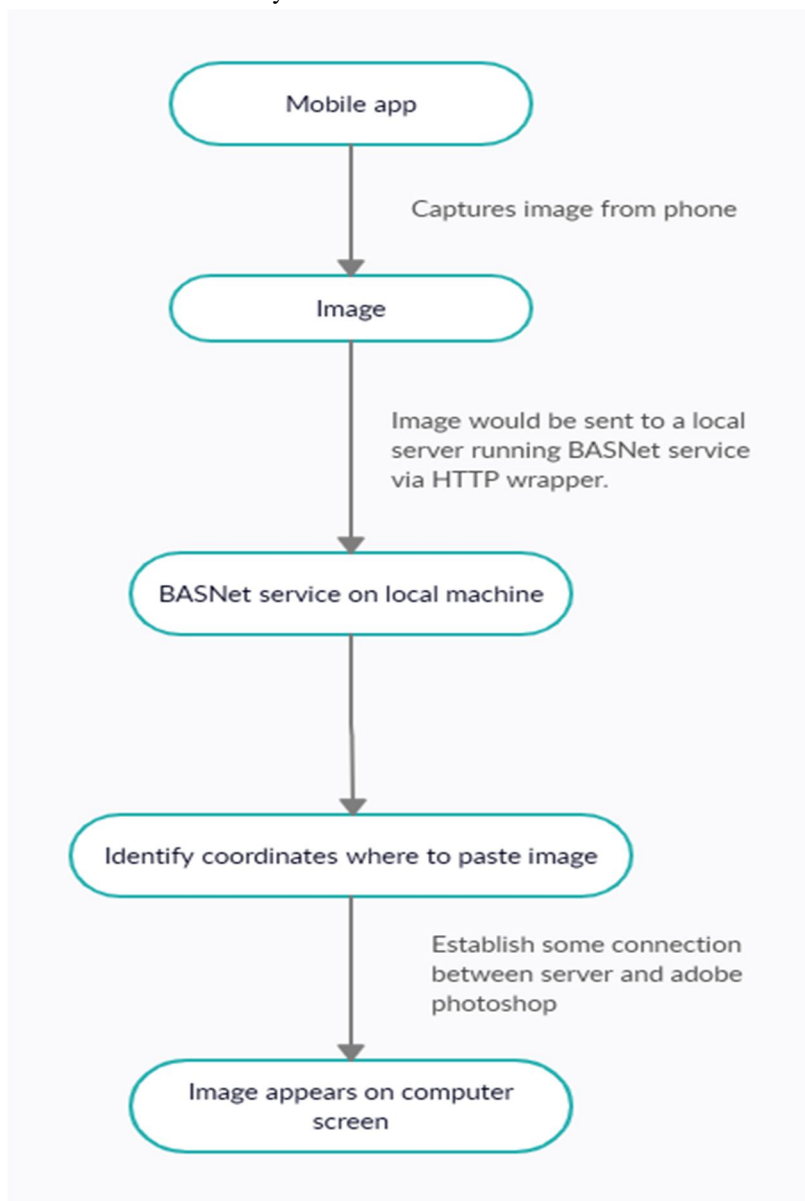 Mobile app
Captures image from phone
Image
Image would be sent to a local
server running BASNet service
via HTTP wrapper.
BASNet service on local machine
Identify coordinates where to paste image
Establish some connection
between server and adobe
photoshop
Image appears on computer
screen